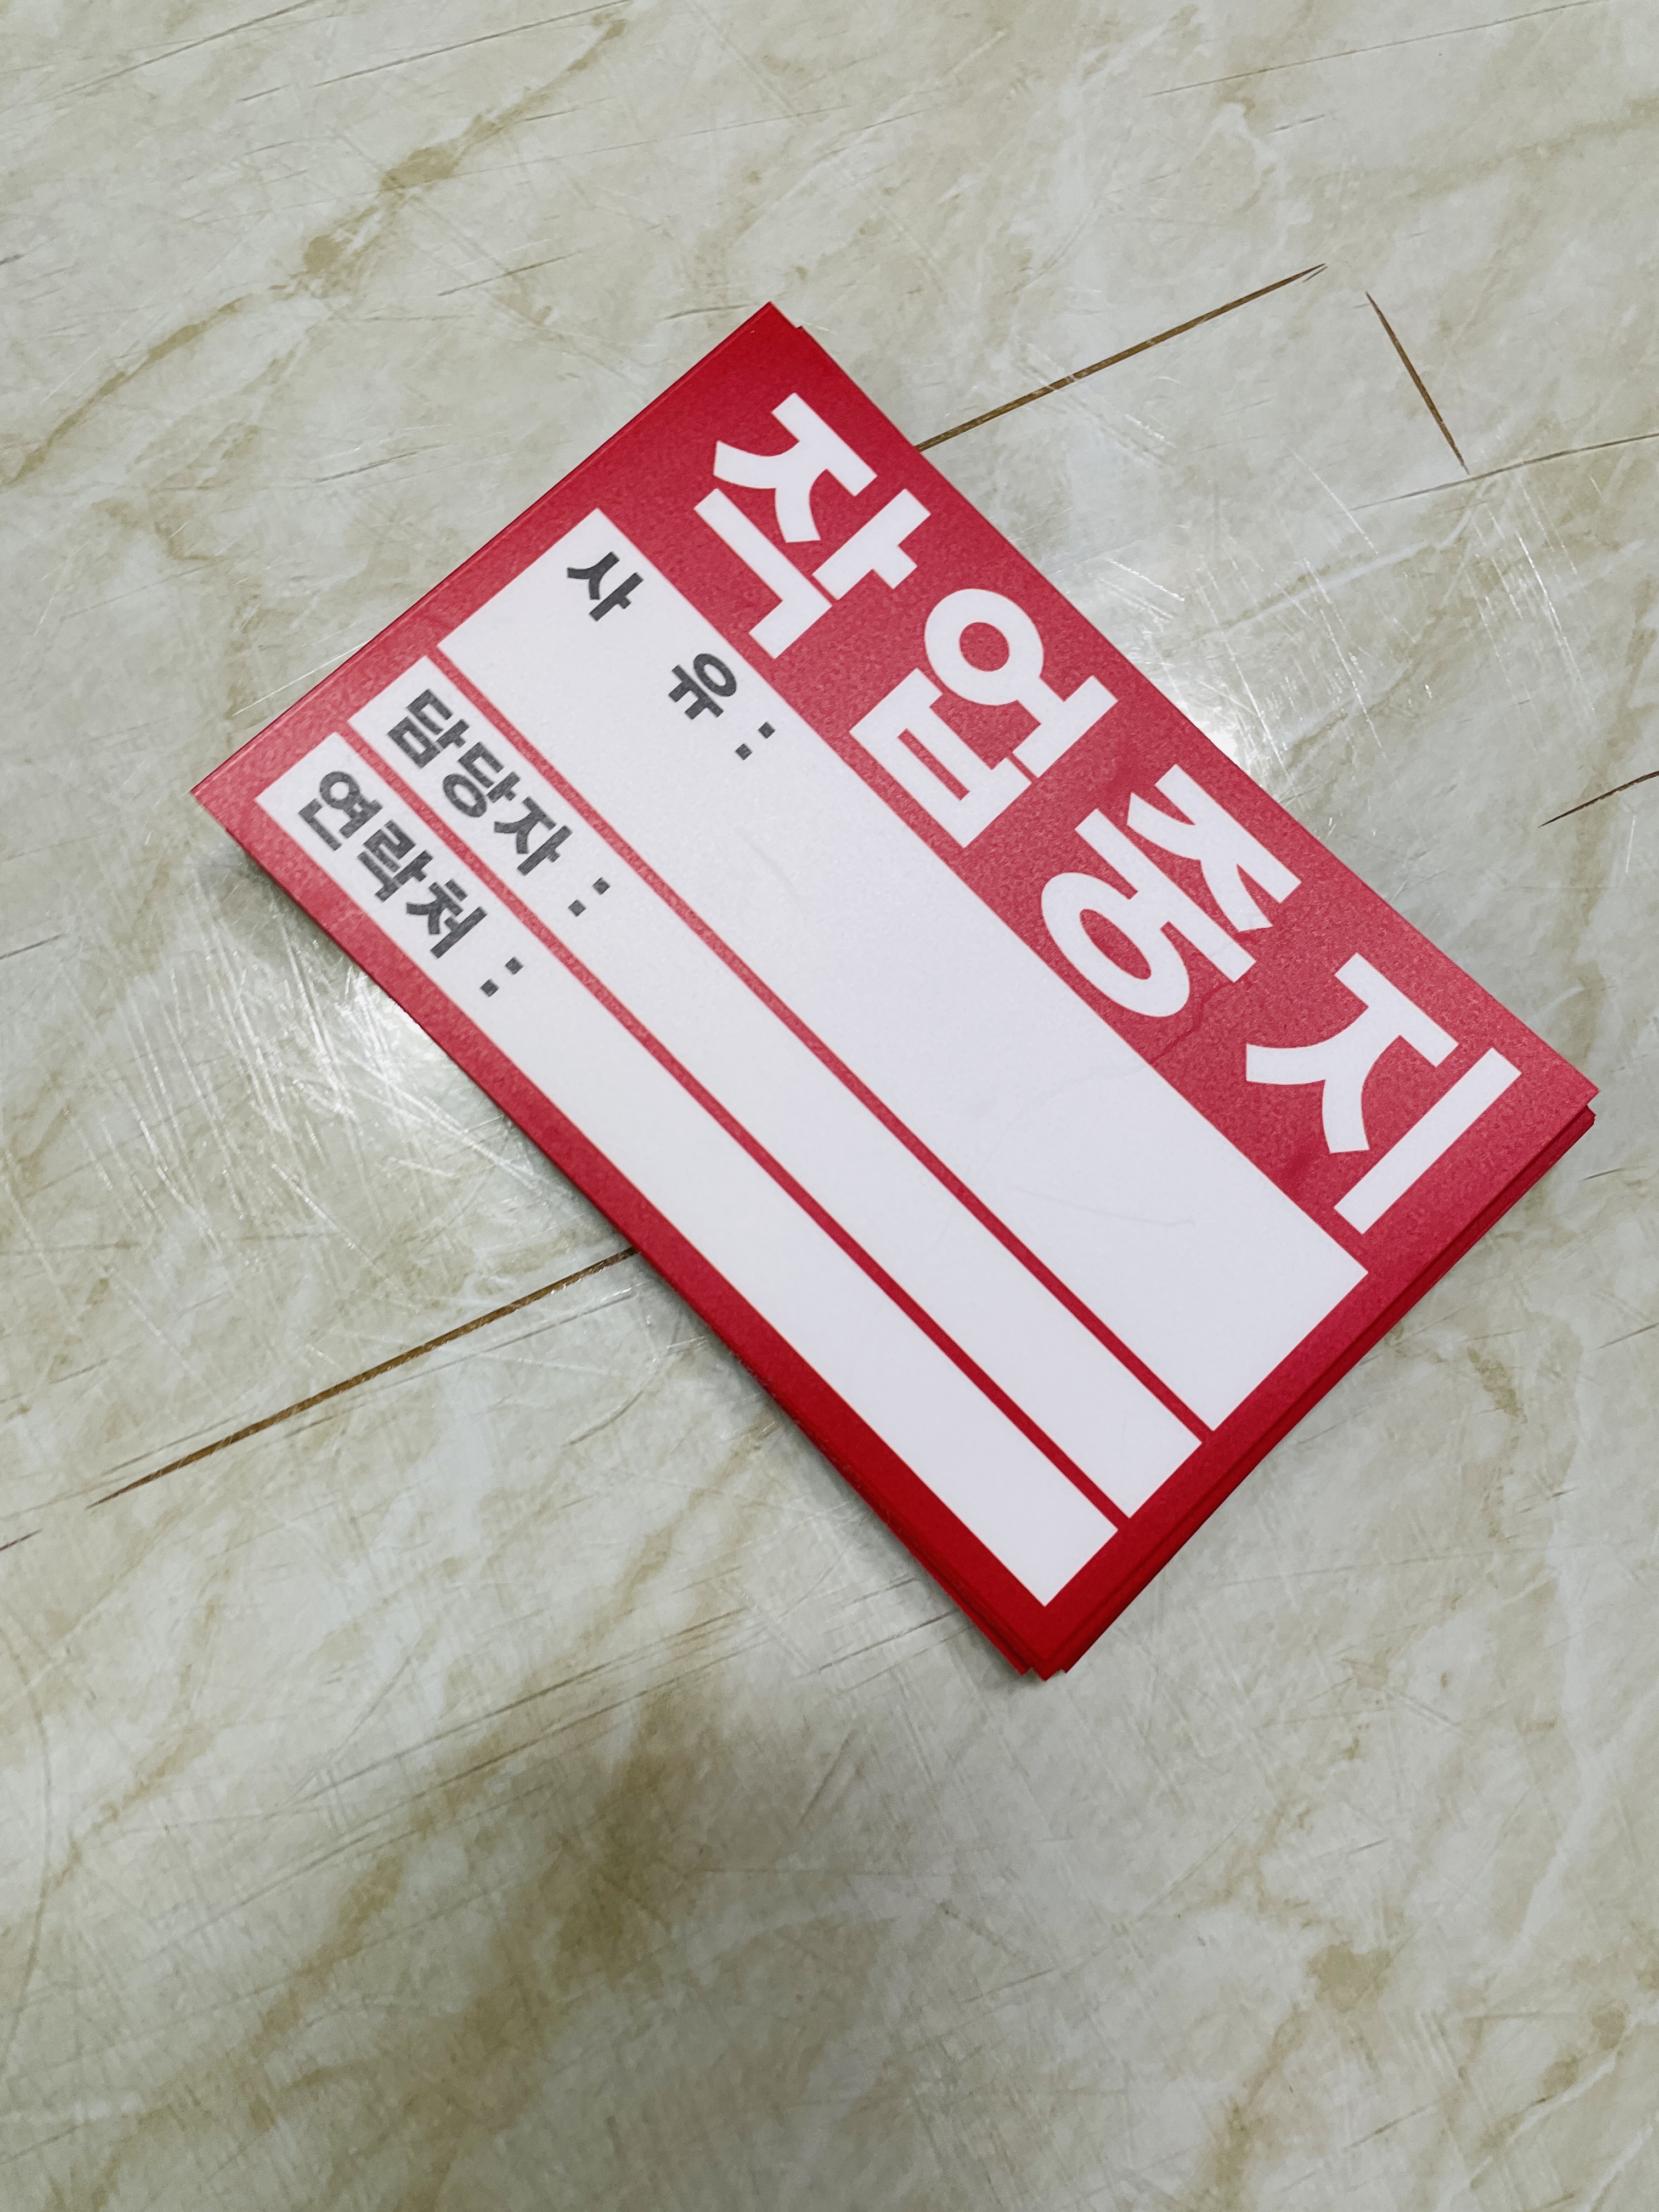 작업중지
사 유 :
담당자 :
연락처 :